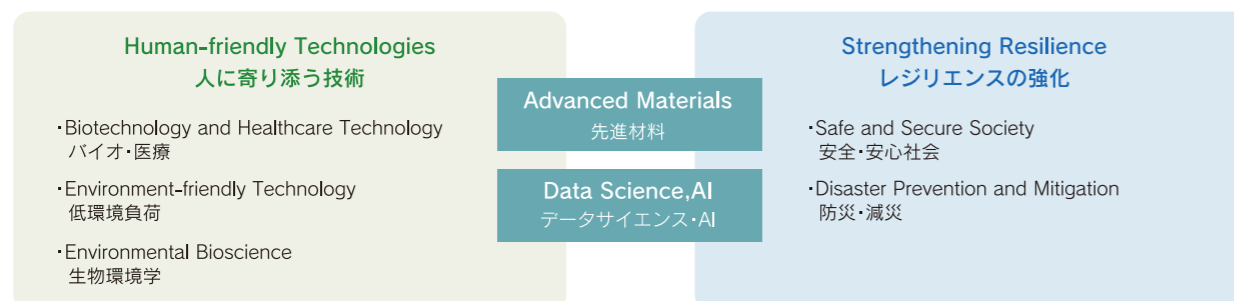 Human-friendly Technologies
人に寄り添う技術
・Biotechnology and Healthcare Technology
バイオ・医療
・Environment-friendly Technology
低環境負荷
・Environmental Bioscience
生物環境学
Advanced Materials
先進材料
Data Science,AI
データサイエンス・AI
Strengthening Resilience
レジリエンスの強化
・Safe and Secure Society
安全・安心社会
・Disaster Prevention and Mitigation
防災・減災